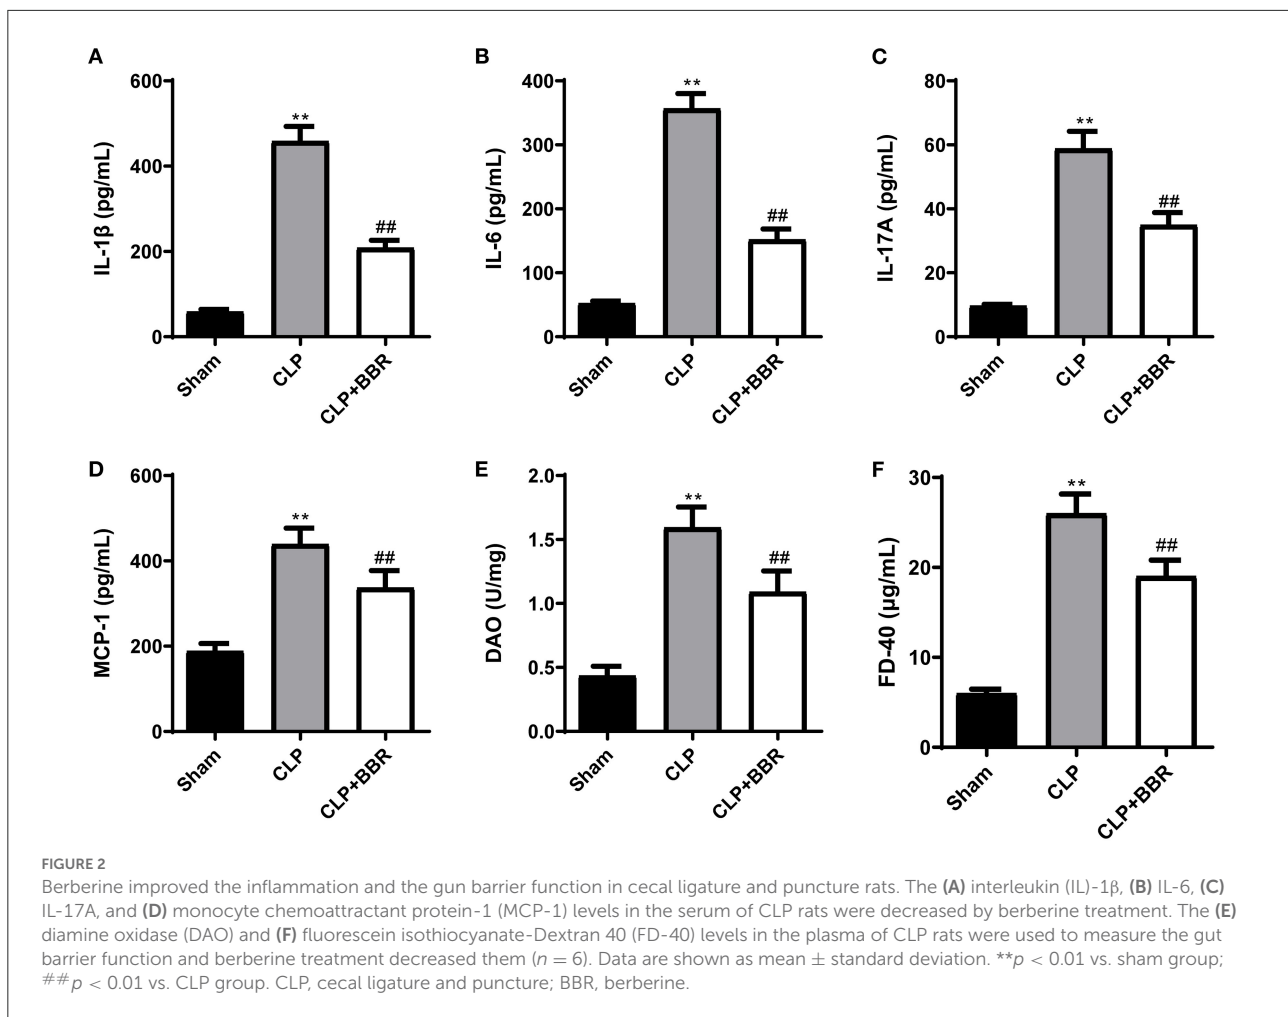 A
600
400
200
0
IL-1β (pg/mL)
**
##
Sham
CLP
CLP+BBR
B
400
300
200
100
0
IL-6 (pg/mL)
**
##
Sham
CLP
CLP+BBR
C
80
60
40
20
0
IL-17A (pg/mL)
**
##
Sham
CLP
CLP+BBR
D
600
400
200
0
MCP-1 (pg/mL)
**
##
Sham
CLP
CLP+BBR
E
2.0
1.5
1.0
0.5
0.0
DAO (U/mg)
**
##
Sham
CLP
CLP+BBR
F
30
20
10
0
FD-40 (μg/mL)
**
##
Sham
CLP
CLP+BBR
FIGURE 2
Berberine improved the inflammation and the gun barrier function in cecal ligature and puncture rats. The (A) interleukin (IL)-1β, (B) IL-6, (C)
IL-17A, and (D) monocyte chemoattractant protein-1 (MCP-1) levels in the serum of CLP rats were decreased by berberine treatment. The (E)
diamine oxidase (DAO) and (F) fluorescein isothiocyanate-Dextran 40 (FD-40) levels in the plasma of CLP rats were used to measure the gut
barrier function and berberine treatment decreased them (n = 6). Data are shown as mean ± standard deviation. **p < 0.01 vs. sham group;
##p < 0.01 vs. CLP group. CLP, cecal ligature and puncture; BBR, berberine.